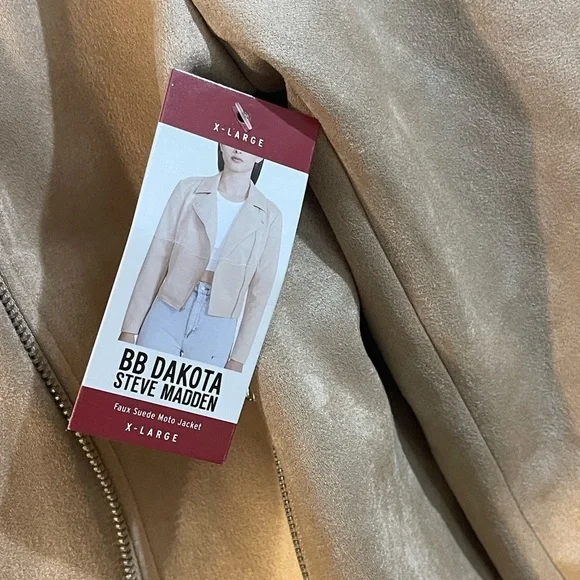 X-LARGE
BB DAKOTA
STEVE MADDEN
Faux Suede Moto Jacket
X-LARGE